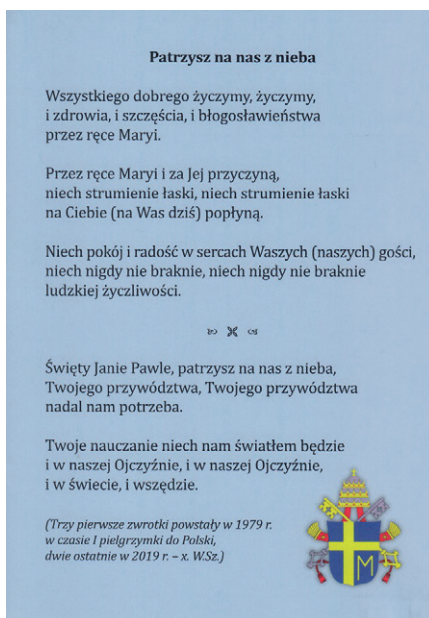 Patrzysz na nas z nieba
Wszystkiego dobrego życzymy, życzymy,
i zdrowia, i szczęścia, i błogosławieństwa
przez ręce Maryi.
Przez ręce Maryi i za Jej przyczyną,
niech strumienie łaski, niech strumienie łaski
na Ciebie (na Was dziś) popłyną.
Niech pokój i radość w sercach Waszych (naszych) gości,
niech nigdy nie braknie, niech nigdy nie braknie
ludzkiej życzliwości.
Święty Janie Pawle, patrzysz na nas z nieba,
Twojego przywództwa, Twojego przywództwa
nadal nam potrzeba.
Twoje nauczanie niech nam światłem będzie
i w naszej Ojczyźnie, i w naszej Ojczyźnie,
i w świecie, i wszędzie.
(Trzy pierwsze zwrotki powstały w 1979 r.
w czasie I pielgrzymki do Polski,
dwie ostatnie w 2019 r. – x. W.Sz.)
M